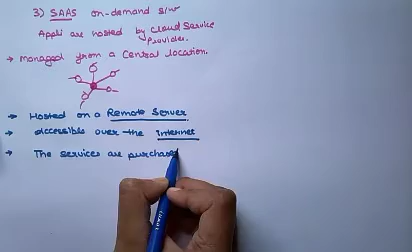 3) SAAS on-demand s/w
Appli are hosted by Cloud Service
Provider.
→ Managed from a Central location.
→ Hosted on a Remote Server
→ accessible over the internet
→ The services are purchase